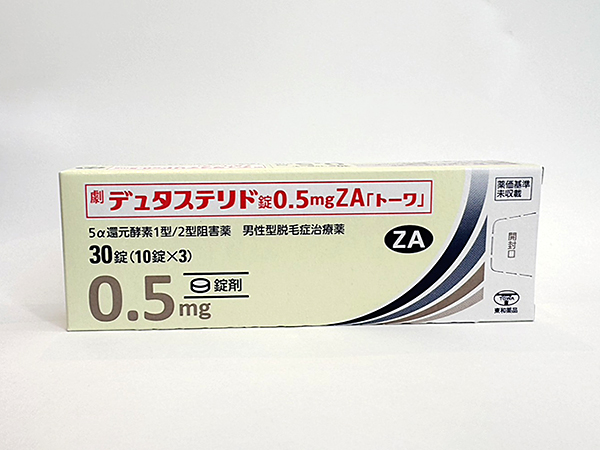 劇 デュタステリド錠0.5mgZA「トーワ」
5α還元酵素1型/2型阻害薬 男性型脱毛症治療薬
30錠(10錠×3)
0.5mg
錠剤
ZA
薬価基準
未収載
開封口
TOWA
東和薬品